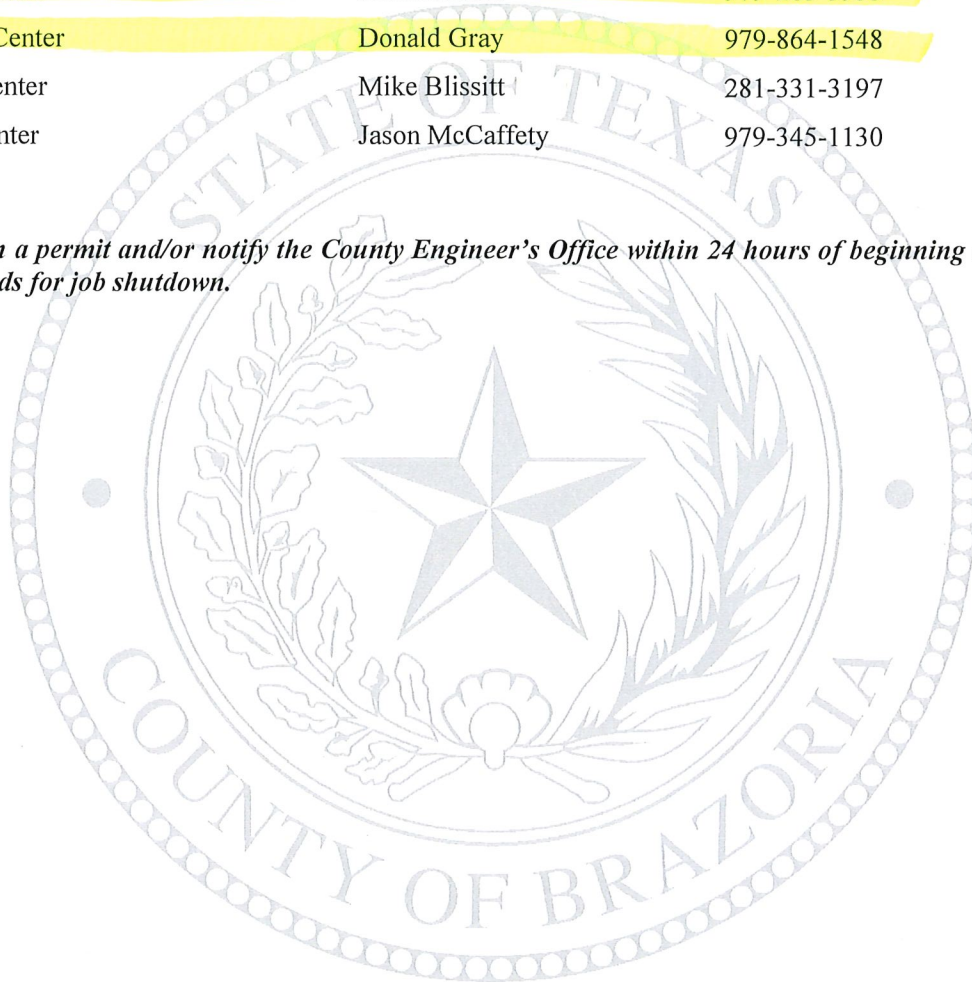 Center Donald Gray 979-864-1548
enter Mike Blissitt 281-331-3197
nter Jason McCaffety 979-345-1130
n a permit and/or notify the County Engineer's Office within 24 hours of beginning
ds for job shutdown.
STATE OF TEXAS
COUNTY OF BRAZORIA